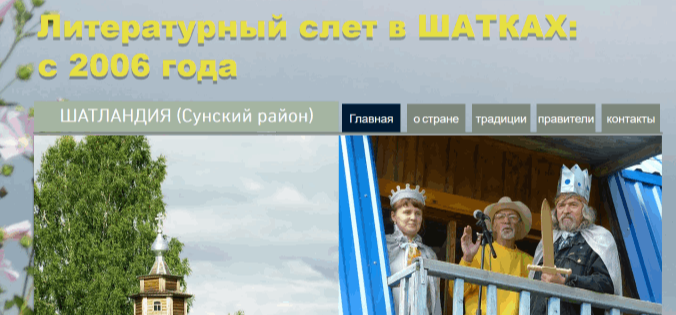 Литературный слет в ШАТКАХ:
с 2006 года
ШАТЛАНДИЯ (Сунский район)
Главная
о стране
традиции
правители
контакты